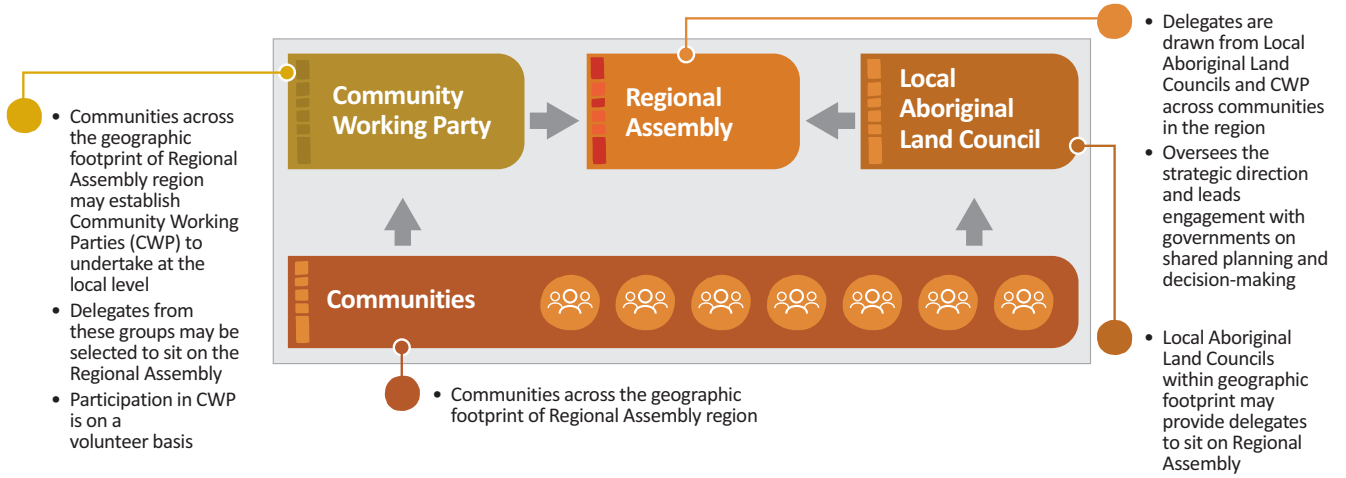 Community
Working Party
Regional
Assembly
Local
Aboriginal
Land Council
Communities
• Communities across
the geographic
footprint of Regional
Assembly region
may establish
Community Working
Parties (CWP) to
undertake at the
local level
• Delegates from
these groups may be
selected to sit on the
Regional Assembly
• Participation in CWP
is on a
volunteer basis
• Communities across the geographic
footprint of Regional Assembly region
• Delegates are
drawn from Local
Aboriginal Land
Councils and CWP
across communities
in the region
• Oversees the
strategic direction
and leads
engagement with
governments on
shared planning and
decision-making
• Local Aboriginal
Land Councils
within geographic
footprint may
provide delegates
to sit on Regional
Assembly